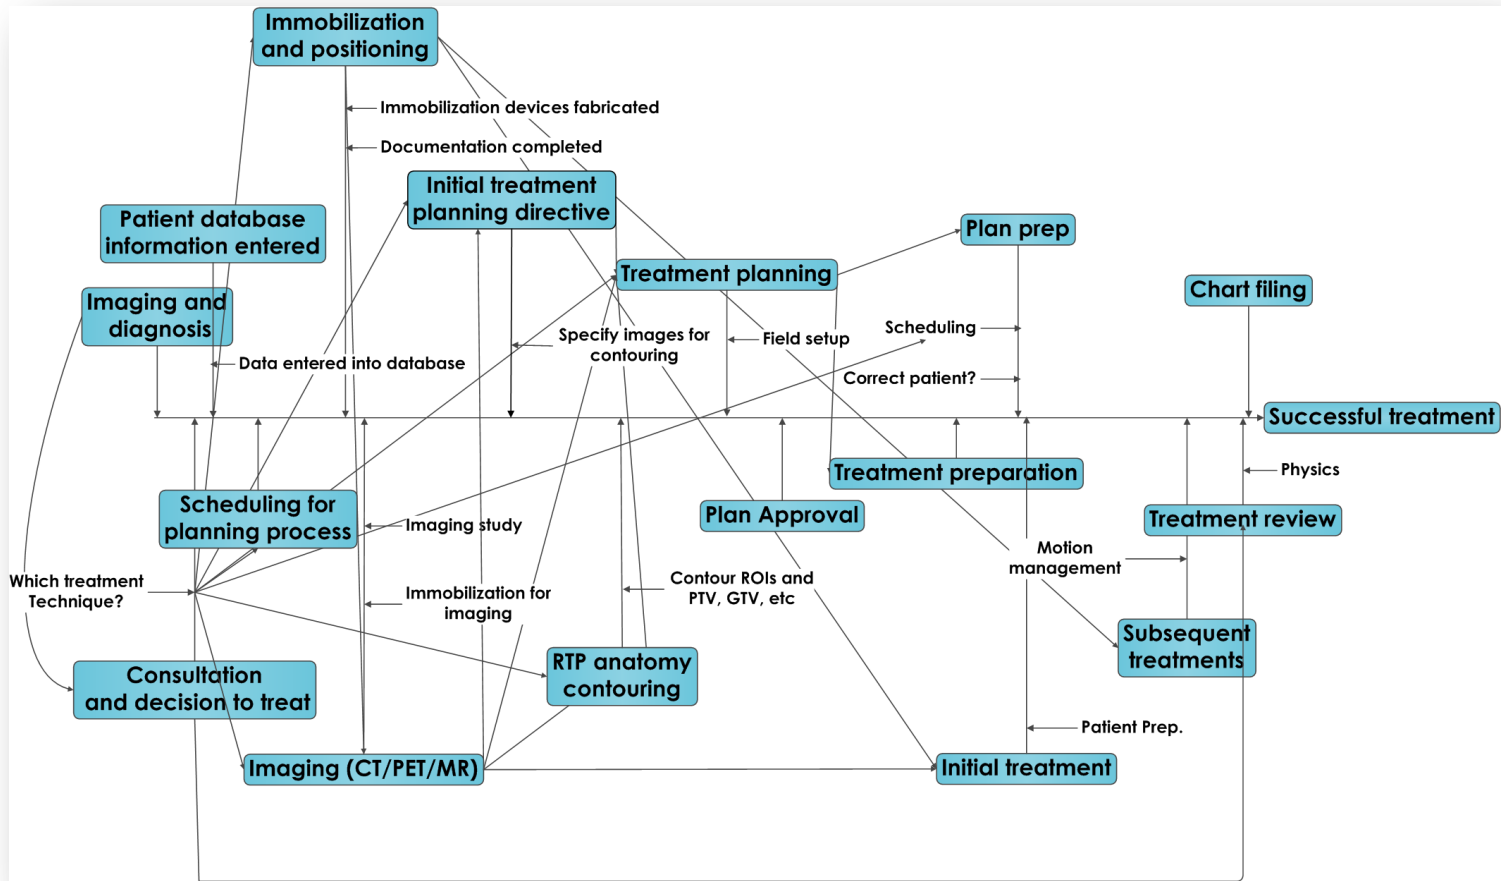 Immobilization
and positioning
Immobilization devices fabricated
Documentation completed
Initial treatment
planning directive
Patient database
information entered
Plan prep
Treatment planning
Imaging and
diagnosis
Chart filing
Scheduling
Specify images for
contouring
Field setup
Data entered into database
Correct patient?
Successful treatment
Treatment preparation
Physics
Scheduling for
planning process
Plan Approval
Treatment review
Imaging study
Motion
management
Which treatment
Technique?
Contour ROIs and
PTV, GTV, etc
Immobilization for
imaging
Subsequent
treatments
RTP anatomy
contouring
Consultation
and decision to treat
Patient Prep.
Imaging (CT/PET/MR)
Initial treatment